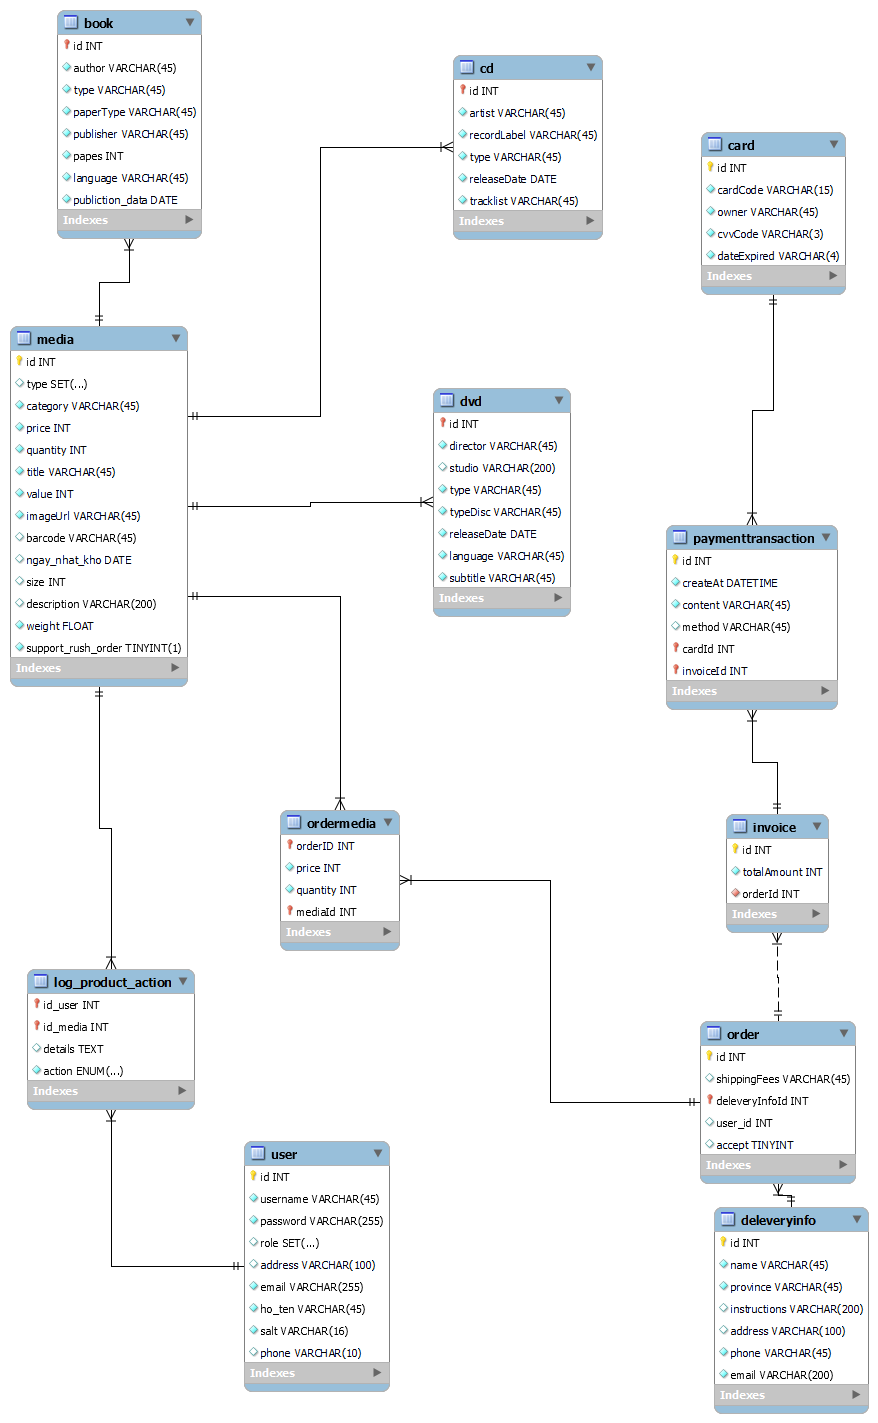 book
id INT
author VARCHAR(45)
type VARCHAR(45)
paperType VARCHAR(45)
publisher VARCHAR(45)
papes INT
language VARCHAR(45)
publiction_data DATE
Indexes
cd
id INT
artist VARCHAR(45)
recordLabel VARCHAR(45)
type VARCHAR(45)
releaseDate DATE
tracklist VARCHAR(45)
Indexes
card
id INT
cardCode VARCHAR(15)
owner VARCHAR(45)
cvvCode VARCHAR(3)
dateExpired VARCHAR(4)
Indexes
media
id INT
type SET(...)
category VARCHAR(45)
price INT
quantity INT
title VARCHAR(45)
value INT
imageUrl VARCHAR(45)
barcode VARCHAR(45)
ngay_nhat_kho DATE
size INT
description VARCHAR(200)
weight FLOAT
support_rush_order TINYINT(1)
Indexes
dvd
id INT
director VARCHAR(45)
studio VARCHAR(200)
type VARCHAR(45)
typeDisc VARCHAR(45)
releaseDate DATE
language VARCHAR(45)
subtitle VARCHAR(45)
Indexes
paymenttransaction
id INT
createAt DATETIME
content VARCHAR(45)
method VARCHAR(45)
cardId INT
invoiceId INT
Indexes
ordermedia
orderID INT
price INT
quantity INT
mediaId INT
Indexes
invoice
id INT
totalAmount INT
orderId INT
Indexes
log_product_action
id_user INT
id_media INT
details TEXT
action ENUM(...)
Indexes
order
id INT
shippingFees VARCHAR(45)
deleveryInfoId INT
user_id INT
accept TINYINT
Indexes
user
id INT
username VARCHAR(45)
password VARCHAR(255)
role SET(...)
address VARCHAR(100)
email VARCHAR(255)
ho_ten VARCHAR(45)
salt VARCHAR(16)
phone VARCHAR(10)
Indexes
deleveryinfo
id INT
name VARCHAR(45)
province VARCHAR(45)
instructions VARCHAR(200)
address VARCHAR(100)
phone VARCHAR(45)
email VARCHAR(200)
Indexes